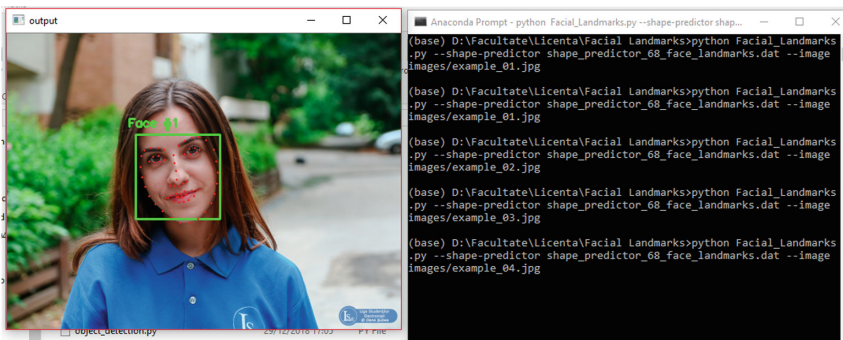 output
Face #1
object_detection.py
29/12/2018 17:05
PY File
Anaconda Prompt - python Facial_Landmarks.py --shape-predictor shap...
(base) D:\Facultate\Licenta\Facial Landmarks>python Facial_Landmarks
.py --shape-predictor shape_predictor_68_face_landmarks.dat --image
images/example_01.jpg
(base) D:\Facultate\Licenta\Facial Landmarks>python Facial_Landmarks
.py --shape-predictor shape_predictor_68_face_landmarks.dat --image
images/example_01.jpg
(base) D:\Facultate\Licenta\Facial Landmarks>python Facial_Landmarks
.py --shape-predictor shape_predictor_68_face_landmarks.dat --image
images/example_02.jpg
(base) D:\Facultate\Licenta\Facial Landmarks>python Facial_Landmarks
.py --shape-predictor shape_predictor_68_face_landmarks.dat --image
images/example_03.jpg
(base) D:\Facultate\Licenta\Facial Landmarks>python Facial_Landmarks
.py --shape-predictor shape_predictor_68_face_landmarks.dat --image
images/example_04.jpg